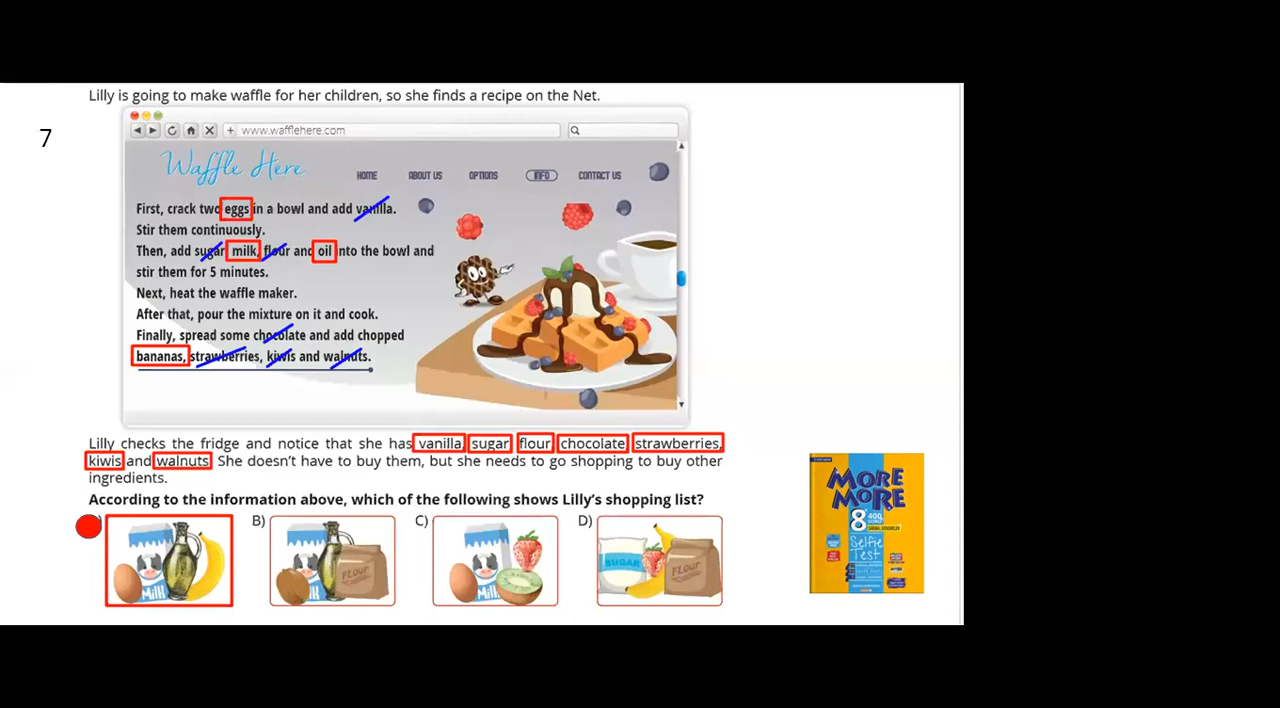 Lilly is going to make waffle for her children, so she finds a recipe on the Net.
7
www.wafflehere.com
Waffle Here
HOME ABOUT US OPTIONS INFO CONTACT US
First, crack two eggs in a bowl and add vanilla.
Stir them continuously.
Then, add sugar milk, flour and oil into the bowl and
stir them for 5 minutes.
Next, heat the waffle maker.
After that, pour the mixture on it and cook.
Finally, spread some chocolate and add chopped
bananas, strawberries, kiwis and walnuts.
Lilly checks the fridge and notice that she has vanilla, sugar flour chocolate, strawberries,
kiwis and walnuts. She doesn't have to buy them, but she needs to go shopping to buy other
ingredients.
According to the information above, which of the following shows Lilly's shopping list?
) B) C) D)
MiLK
MiLK
FLOUR
MiLK
SUGAR
FLOUR
MORE
MORE
8
400
Selfie
Test